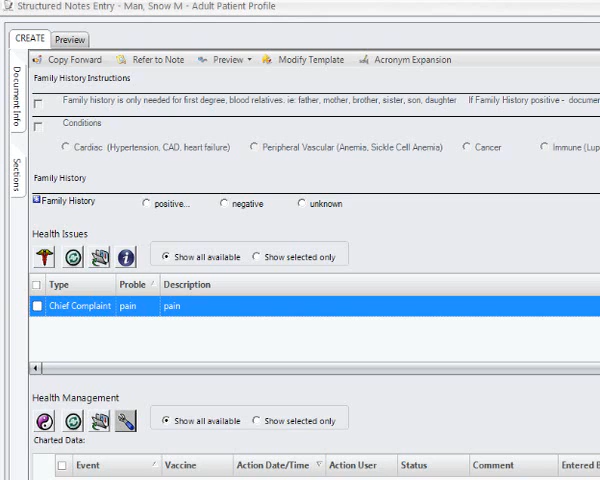 Structured Notes Entry - Man, Snow M - Adult Patient Profile
CREATE Preview
Copy Forward Refer to Note Preview Modify Template Acronym Expansion
Document Info
Sections
Family History Instructions
Family history is only needed for first degree, blood relatives. ie: father, mother, brother, sister, son, daughter If Family History positive - documen
Conditions
Cardiac (Hypertension, CAD, heart failure) Peripheral Vascular (Anemia, Sickle Cell Anemia) Cancer Immune (Lup
Family History
Family History positive... negative unknown
Health Issues
Show all available Show selected only
Type Proble Description
Chief Complaint pain pain
Health Management
Show all available Show selected only
Charted Data:
Event Vaccine Action Date/Time Action User Status Comment Entered B